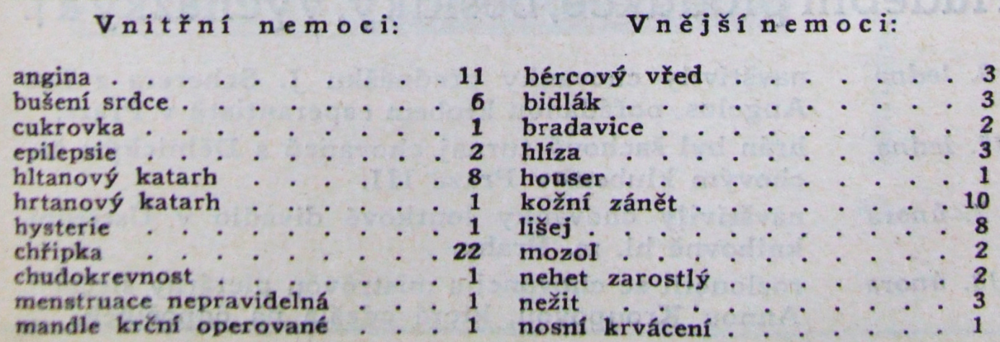 Vnitřní nemoci:
angina . . . . . . . . . . . 11
bušení srdce . . . . . . . . . 6
cukrovka . . . . . . . . . . 1
epilepsie . . . . . . . . . . 2
hltanový katarh . . . . . . . 8
hrtanový katarh . . . . . . . 1
hysterie . . . . . . . . . . 1
chřipka . . . . . . . . . . 22
chudokrevnost . . . . . . . . 1
menstruace nepravidelná . . . 1
mandle krční operované . . . 1
Vnější nemoci:
bércový vřed . . . . . . . . 3
bidlák . . . . . . . . . . . 3
bradavice . . . . . . . . . . 2
hlíza . . . . . . . . . . . 3
houser . . . . . . . . . . . 1
kožní zánět . . . . . . . . . 10
lišej . . . . . . . . . . . . 8
mozol . . . . . . . . . . . 2
nehet zarostlý . . . . . . . 2
nežit . . . . . . . . . . . 3
nosní krvácení . . . . . . . 1